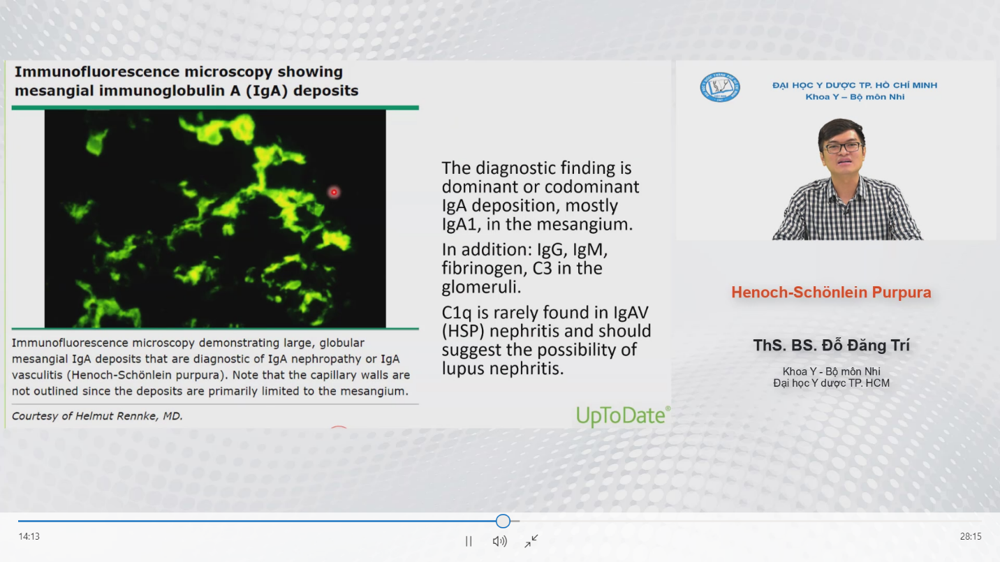 Immunofluorescence microscopy showing
mesangial immunoglobulin A (IgA) deposits
The diagnostic finding is
dominant or codominant
IgA deposition, mostly
IgA1, in the mesangium.
In addition: IgG, IgM,
fibrinogen, C3 in the
glomeruli.
C1q is rarely found in IgAV
(HSP) nephritis and should
suggest the possibility of
lupus nephritis.
Immunofluorescence microscopy demonstrating large, globular
mesangial IgA deposits that are diagnostic of IgA nephropathy or IgA
vasculitis (Henoch-Schönlein purpura). Note that the capillary walls are
not outlined since the deposits are primarily limited to the mesangium.
Courtesy of Helmut Rennke, MD.
UpToDate®
ĐẠI HỌC Y DƯỢC TP. HỒ CHÍ MINH
Khoa Y – Bộ môn Nhi
Henoch-Schönlein Purpura
ThS. BS. Đỗ Đăng Trí
Khoa Y - Bộ môn Nhi
Đại học Y dược TP. HCM
14:13
28:15